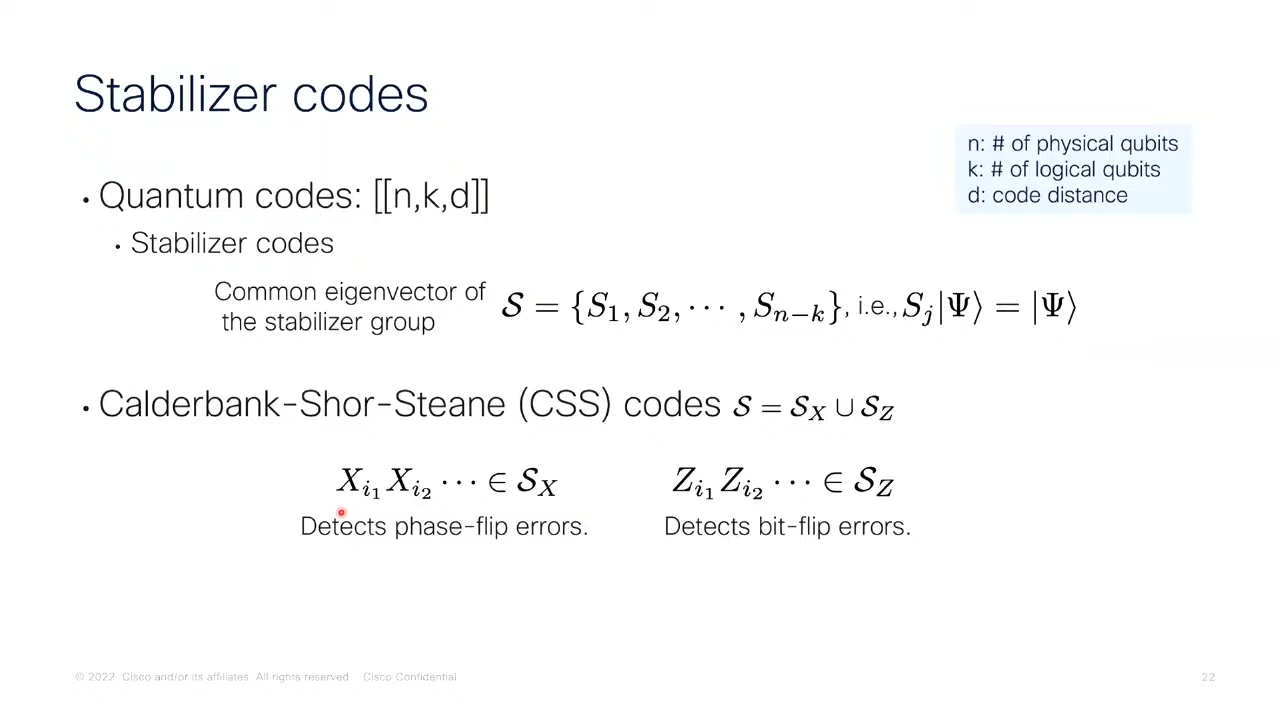 Stabilizer codes
n: # of physical qubits
k: # of logical qubits
d: code distance
• Quantum codes: [[n,k,d]]
• Stabilizer codes
Common eigenvector of
the stabilizer group
𝒮 = {S₁, S₂, ⋯ , Sₙ₋ₖ}, i.e., Sⱼ|Ψ⟩ = |Ψ⟩
• Calderbank-Shor-Steane (CSS) codes 𝒮 = 𝒮_X ∪ 𝒮_Z
X_{i₁} X_{i₂} ⋯ ∈ 𝒮_X
Detects phase-flip errors.
Z_{i₁} Z_{i₂} ⋯ ∈ 𝒮_Z
Detects bit-flip errors.
© 2022 Cisco and/or its affiliates All rights reserved Cisco Confidential
22